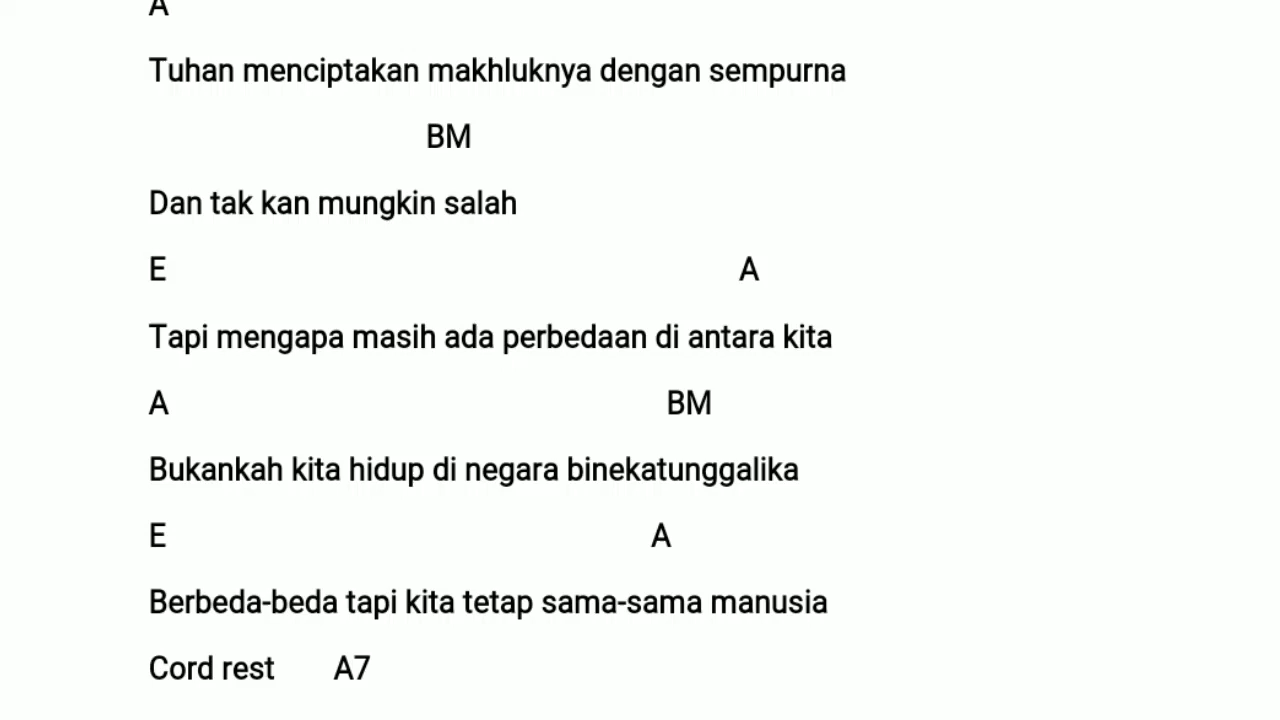 A
Tuhan menciptakan makhluknya dengan sempurna
BM
Dan tak kan mungkin salah
E A
Tapi mengapa masih ada perbedaan di antara kita
A BM
Bukankah kita hidup di negara binekatunggalika
E A
Berbeda-beda tapi kita tetap sama-sama manusia
Cord rest A7